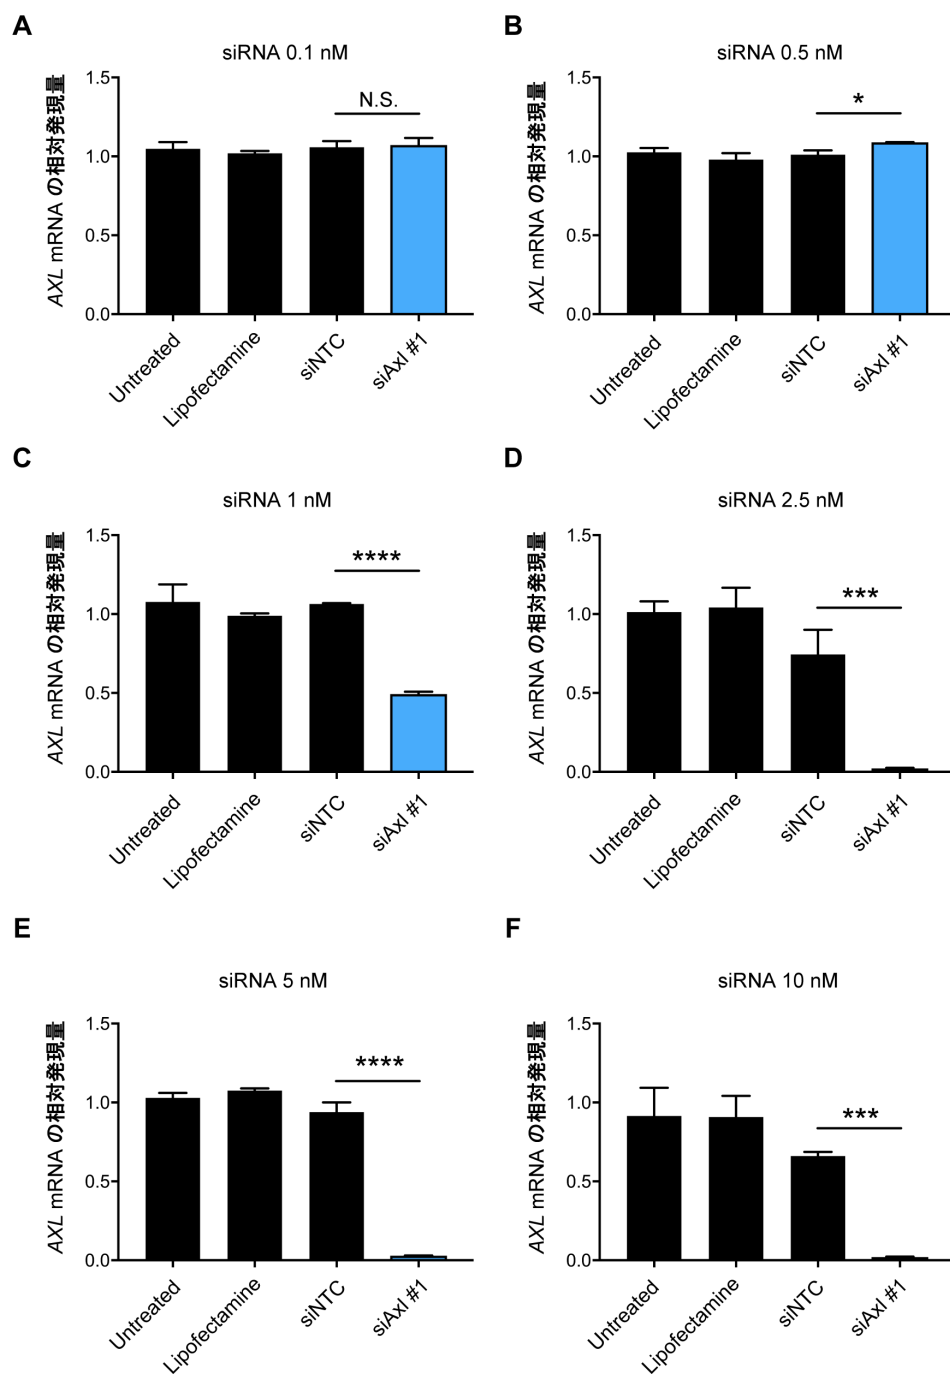 A
siRNA 0.1 nM
AXL mRNA の相対発現量
1.5
1.0
0.5
0.0
N.S.
Untreated
Lipofectamine
siNTC
siAxl #1
B
siRNA 0.5 nM
AXL mRNA の相対発現量
1.5
1.0
0.5
0.0
*
Untreated
Lipofectamine
siNTC
siAxl #1
C
siRNA 1 nM
AXL mRNA の相対発現量
1.5
1.0
0.5
0.0
****
Untreated
Lipofectamine
siNTC
siAxl #1
D
siRNA 2.5 nM
AXL mRNA の相対発現量
1.5
1.0
0.5
0.0
***
Untreated
Lipofectamine
siNTC
siAxl #1
E
siRNA 5 nM
AXL mRNA の相対発現量
1.5
1.0
0.5
0.0
****
Untreated
Lipofectamine
siNTC
siAxl #1
F
siRNA 10 nM
AXL mRNA の相対発現量
1.5
1.0
0.5
0.0
***
Untreated
Lipofectamine
siNTC
siAxl #1